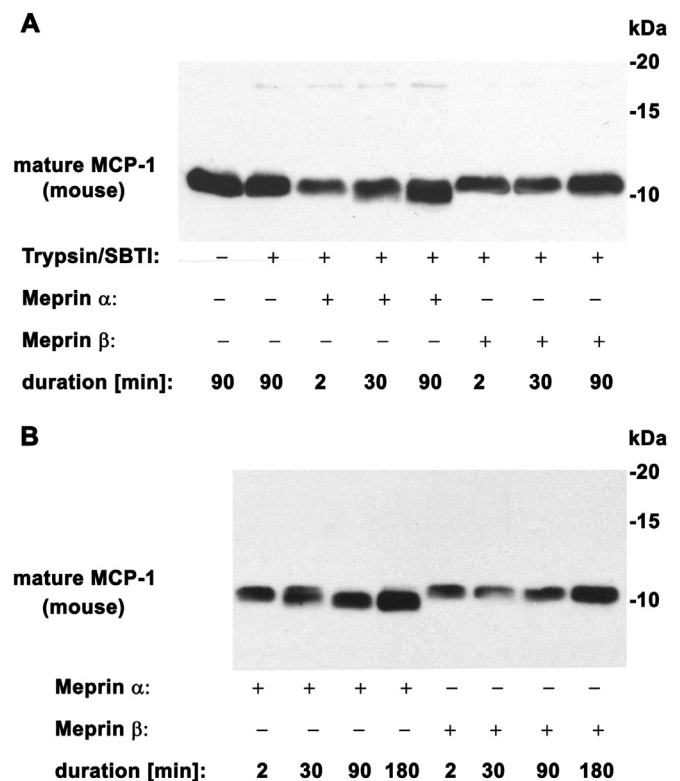 A
kDa
-20
-15
mature MCP-1
(mouse)
-10
Trypsin/SBTI: – + + + + + + +
Meprin α: – – + + + – – –
Meprin β: – – – – – + + +
duration [min]: 90 90 2 30 90 2 30 90
B
kDa
-20
-15
mature MCP-1
(mouse)
-10
Meprin α: + + + + – – – –
Meprin β: – – – – + + + +
duration [min]: 2 30 90 180 2 30 90 180